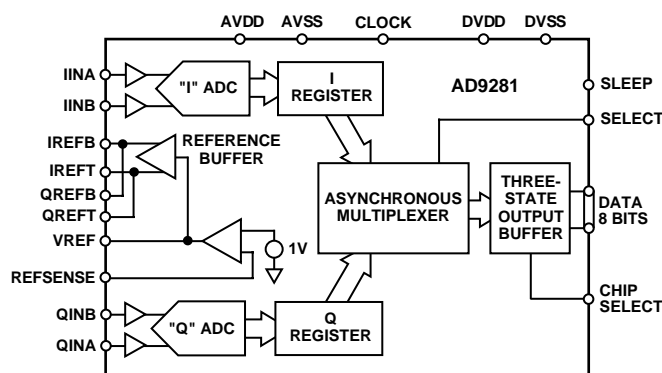 AVDD AVSS CLOCK DVDD DVSS
IINA
IINB
"I" ADC
I
REGISTER
AD9281
SLEEP
SELECT
IREFB
IREFT
QREFB
QREFT
VREF
REFSENSE
REFERENCE
BUFFER
1V
ASYNCHRONOUS
MULTIPLEXER
THREE-
STATE
OUTPUT
BUFFER
DATA
8 BITS
CHIP
SELECT
QINB
QINA
"Q" ADC
Q
REGISTER